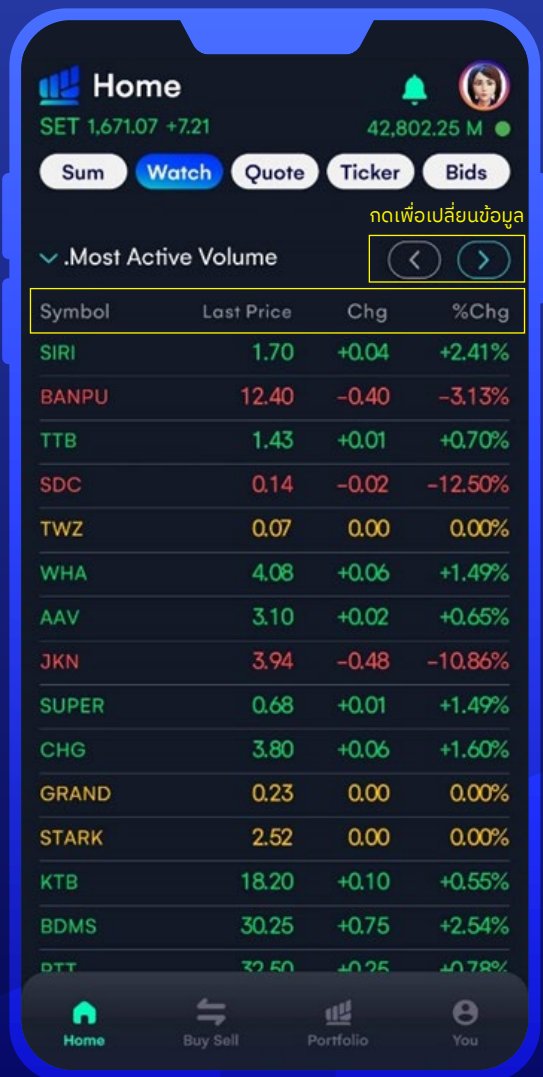 Home
SET 1,671.07 +7.21 42,802.25 M
Sum Watch Quote Ticker Bids
กดเพื่อเปลี่ยนข้อมูล
.Most Active Volume
Symbol Last Price Chg %Chg
SIRI 1.70 +0.04 +2.41%
BANPU 12.40 -0.40 -3.13%
TTB 1.43 +0.01 +0.70%
SDC 0.14 -0.02 -12.50%
TWZ 0.07 0.00 0.00%
WHA 4.08 +0.06 +1.49%
AAV 3.10 +0.02 +0.65%
JKN 3.94 -0.48 -10.86%
SUPER 0.68 +0.01 +1.49%
CHG 3.80 +0.06 +1.60%
GRAND 0.23 0.00 0.00%
STARK 2.52 0.00 0.00%
KTB 18.20 +0.10 +0.55%
BDMS 30.25 +0.75 +2.54%
PTT 32.50 +0.25 +0.78%
Home Buy Sell Portfolio You